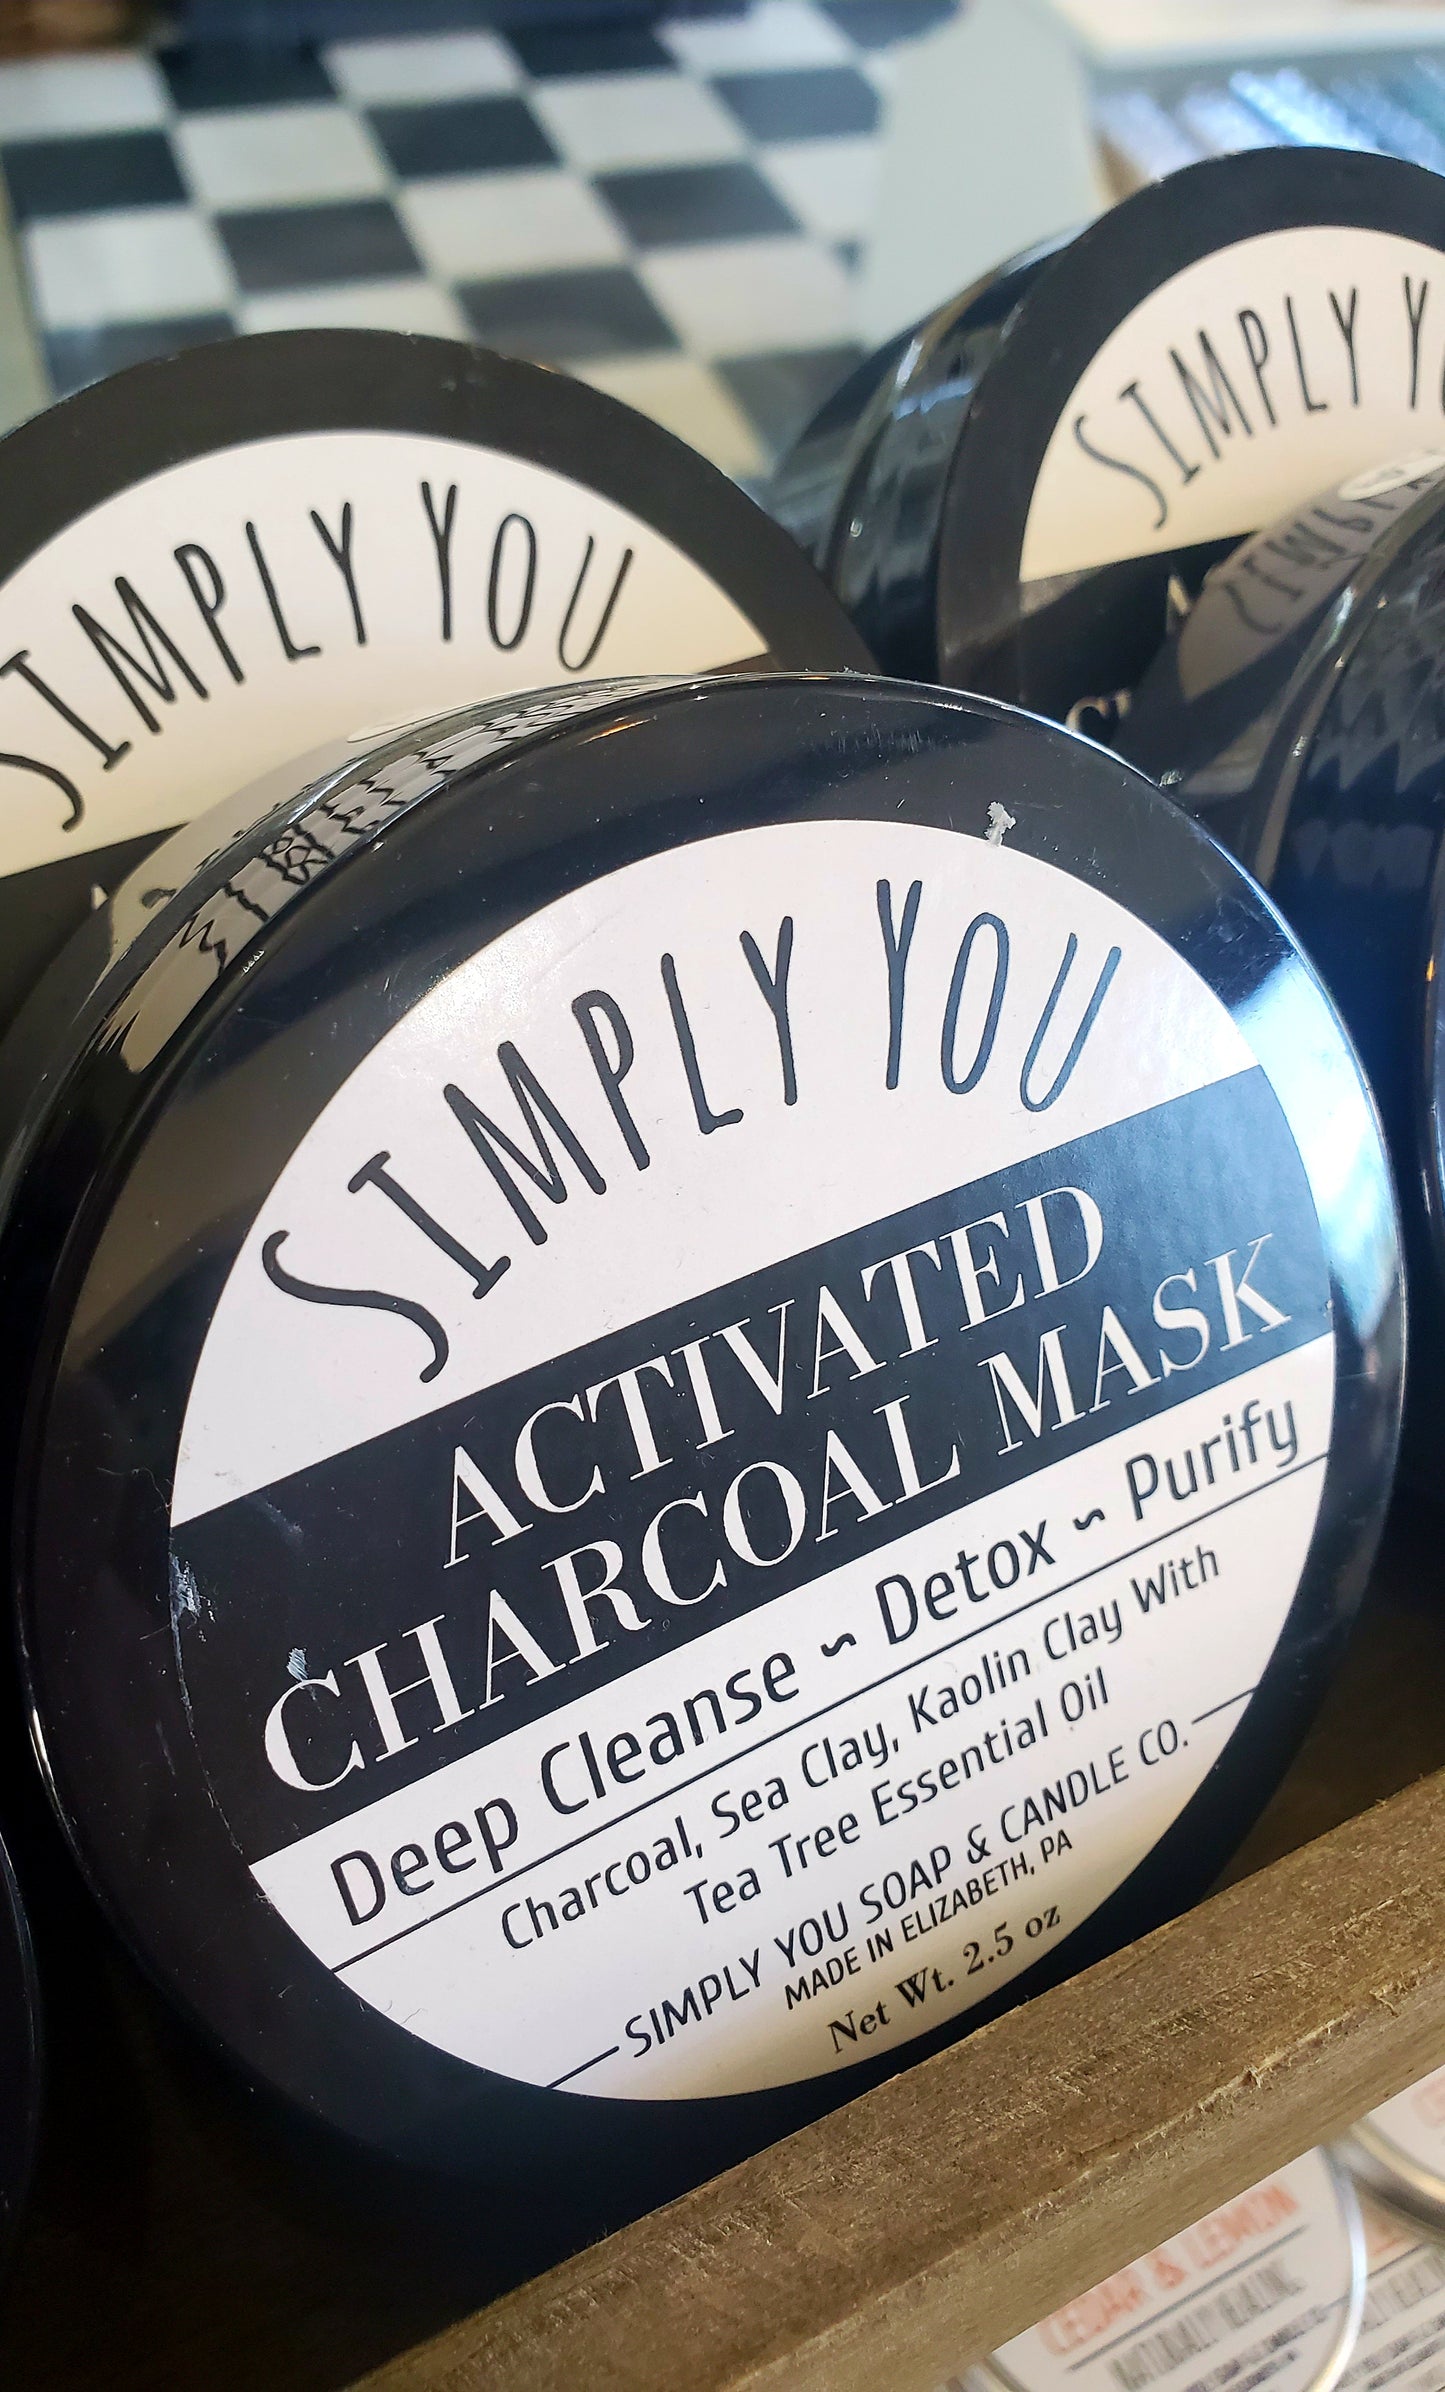 SIMPLY YOU
SIMPLY Y
SIMPLY YOU
ACTIVATED
CHARCOAL MASK
Deep Cleanse ~ Detox ~ Purify
Charcoal, Sea Clay, Kaolin Clay With
Tea Tree Essential Oil
SIMPLY YOU SOAP & CANDLE CO.
MADE IN ELIZABETH, PA
Net Wt. 2.5 oz
CEDAR & LEMON